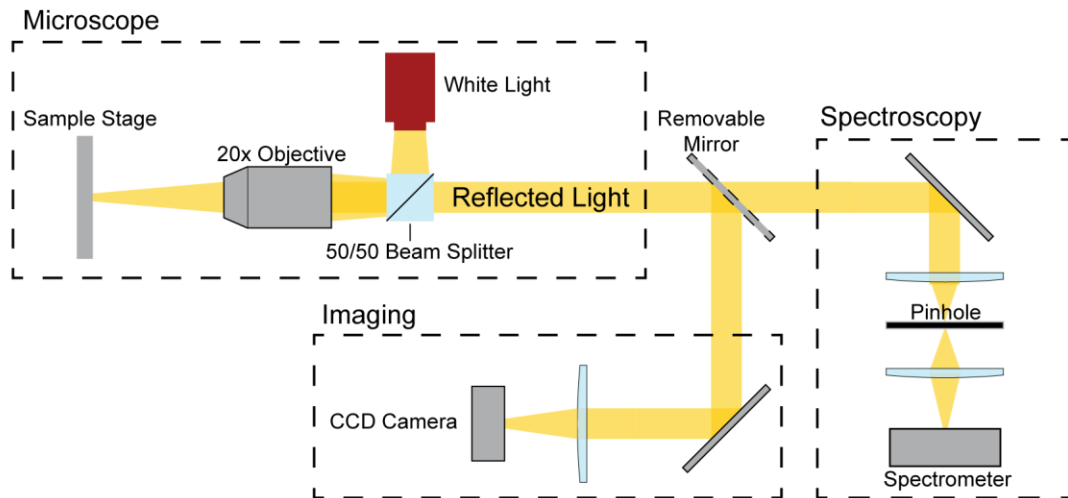 Microscope
White Light
Sample Stage
20x Objective
Reflected Light
50/50 Beam Splitter
Removable
Mirror
Spectroscopy
Pinhole
Spectrometer
Imaging
CCD Camera